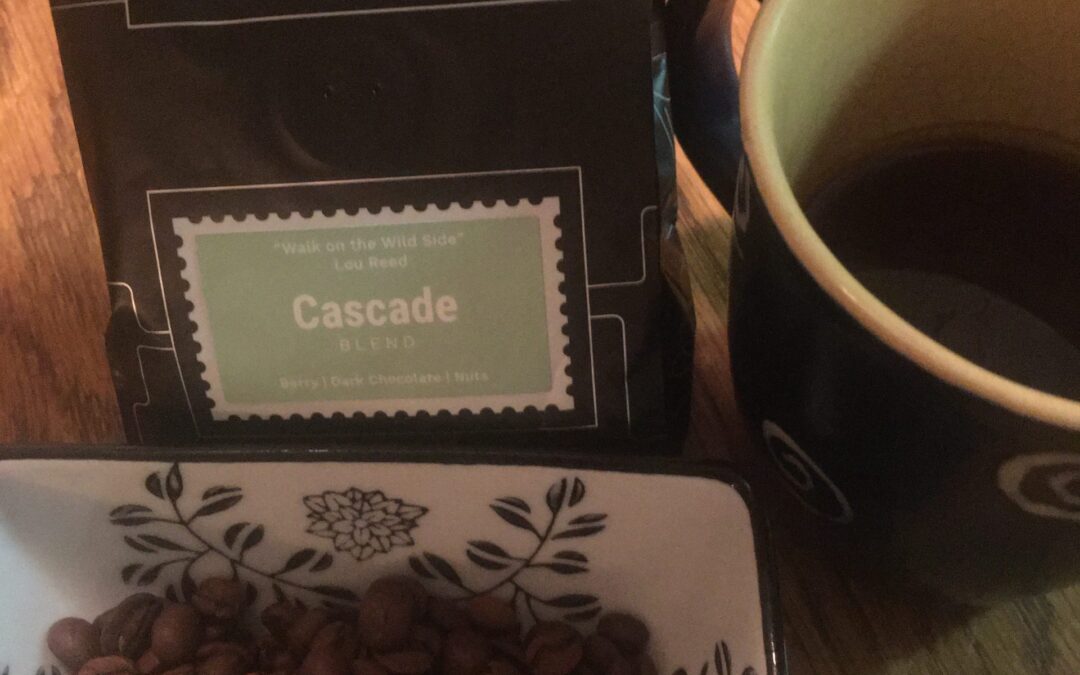 "Walk on the Wild Side"
Lou Reed
Cascade
BLEND
Berry | Dark Chocolate | Nuts